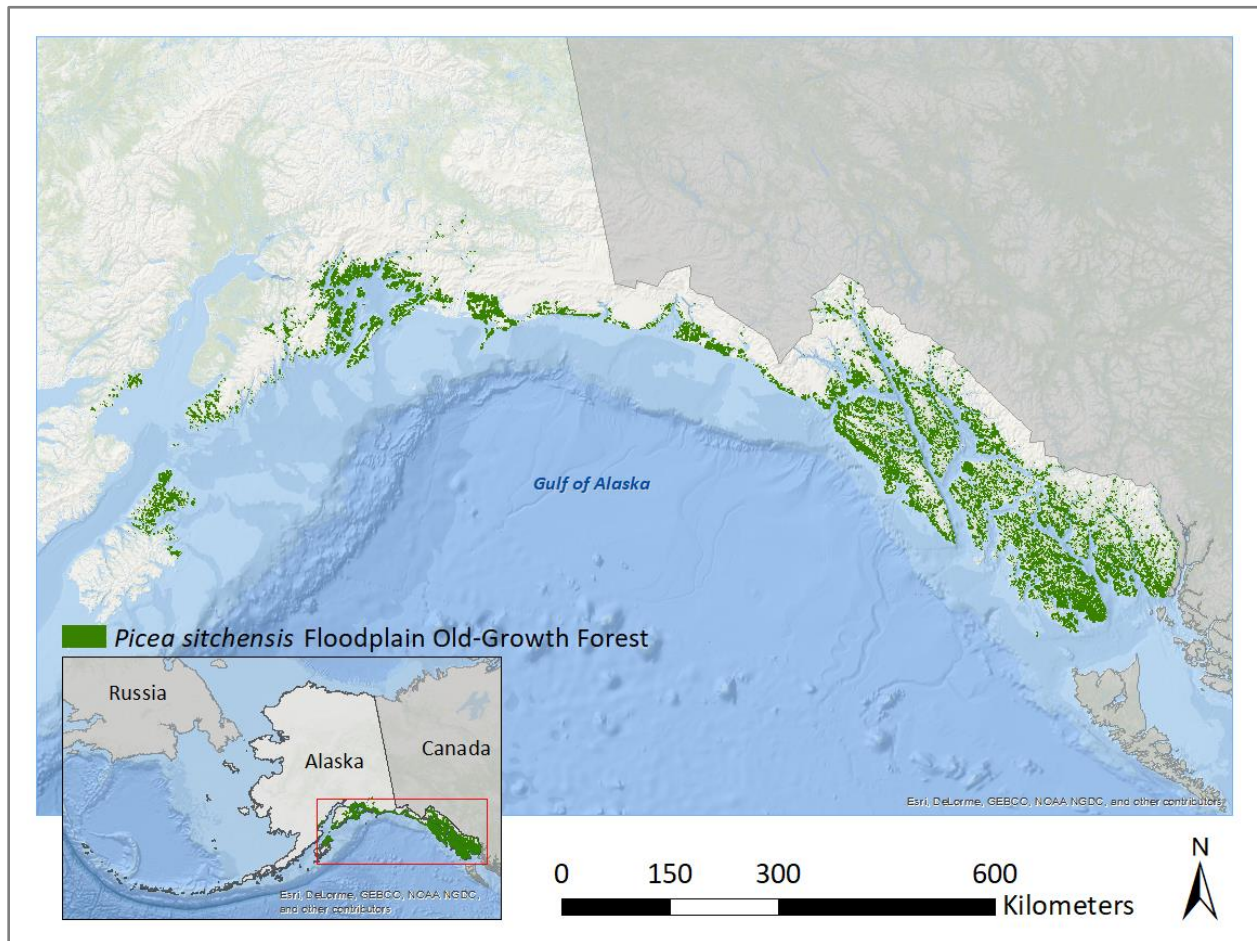 Gulf of Alaska
Picea sitchensis Floodplain Old-Growth Forest
Esri, DeLorme, GEBCO, NOAA NGDC, and other contributors
Russia
Alaska
Canada
Esri, DeLorme, GEBCO, NOAA NGDC,
and other contributors
0 150 300 600
Kilometers
N